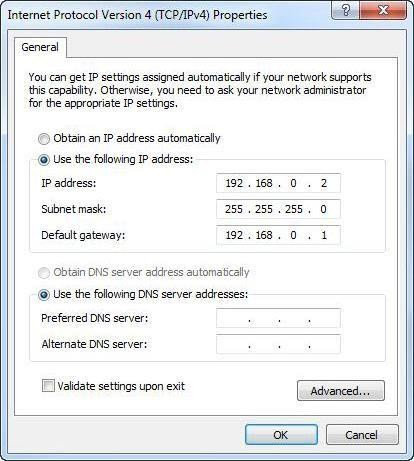 Internet Protocol Version 4 (TCP/IPv4) Properties
General
You can get IP settings assigned automatically if your network supports
this capability. Otherwise, you need to ask your network administrator
for the appropriate IP settings.
Obtain an IP address automatically
Use the following IP address:
IP address: 192 . 168 . 0 . 2
Subnet mask: 255 . 255 . 255 . 0
Default gateway: 192 . 168 . 0 . 1
Obtain DNS server address automatically
Use the following DNS server addresses:
Preferred DNS server: . . .
Alternate DNS server: . . .
Validate settings upon exit
Advanced...
OK Cancel